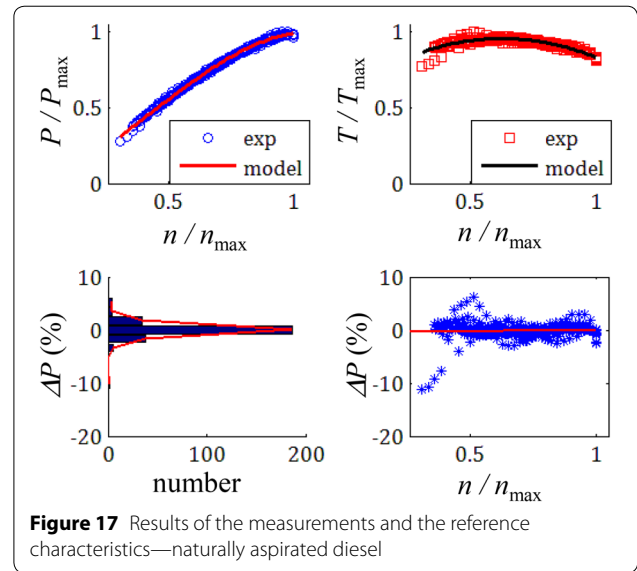 1
0.5
0
P / Pmax
exp
model
0.5
1
n / nmax
1
0.5
0
T / Tmax
exp
model
0.5
1
n / nmax
10
0
-10
-20
ΔP (%)
0
100
200
number
10
0
-10
-20
ΔP (%)
0.5
1
n / nmax
Figure 17 Results of the measurements and the reference
characteristics—naturally aspirated diesel